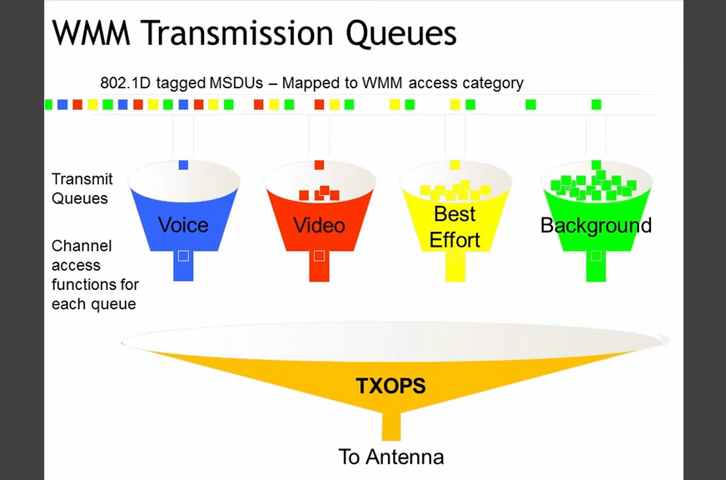 WMM Transmission Queues
802.1D tagged MSDUs – Mapped to WMM access category
Transmit
Queues
Voice
Video
Best
Effort
Background
Channel
access
functions for
each queue
TXOPS
To Antenna